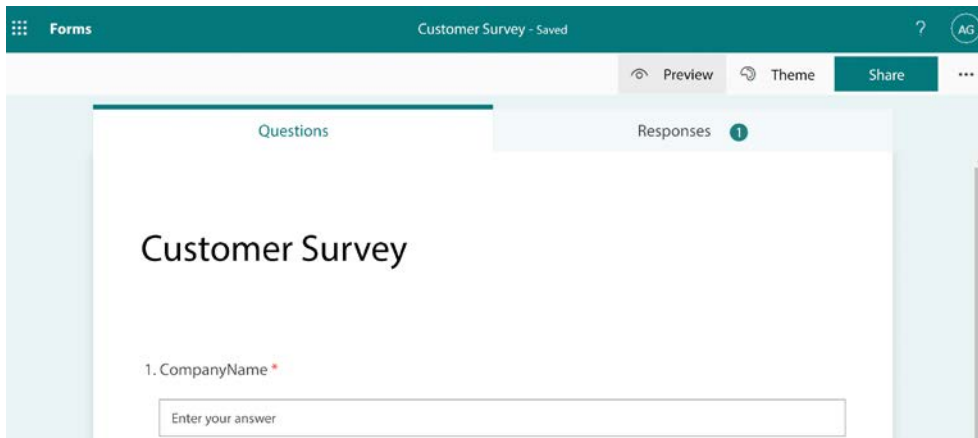 Forms Customer Survey - Saved ? AG
Preview Theme Share ...
Questions Responses 1
Customer Survey
1. CompanyName *
Enter your answer